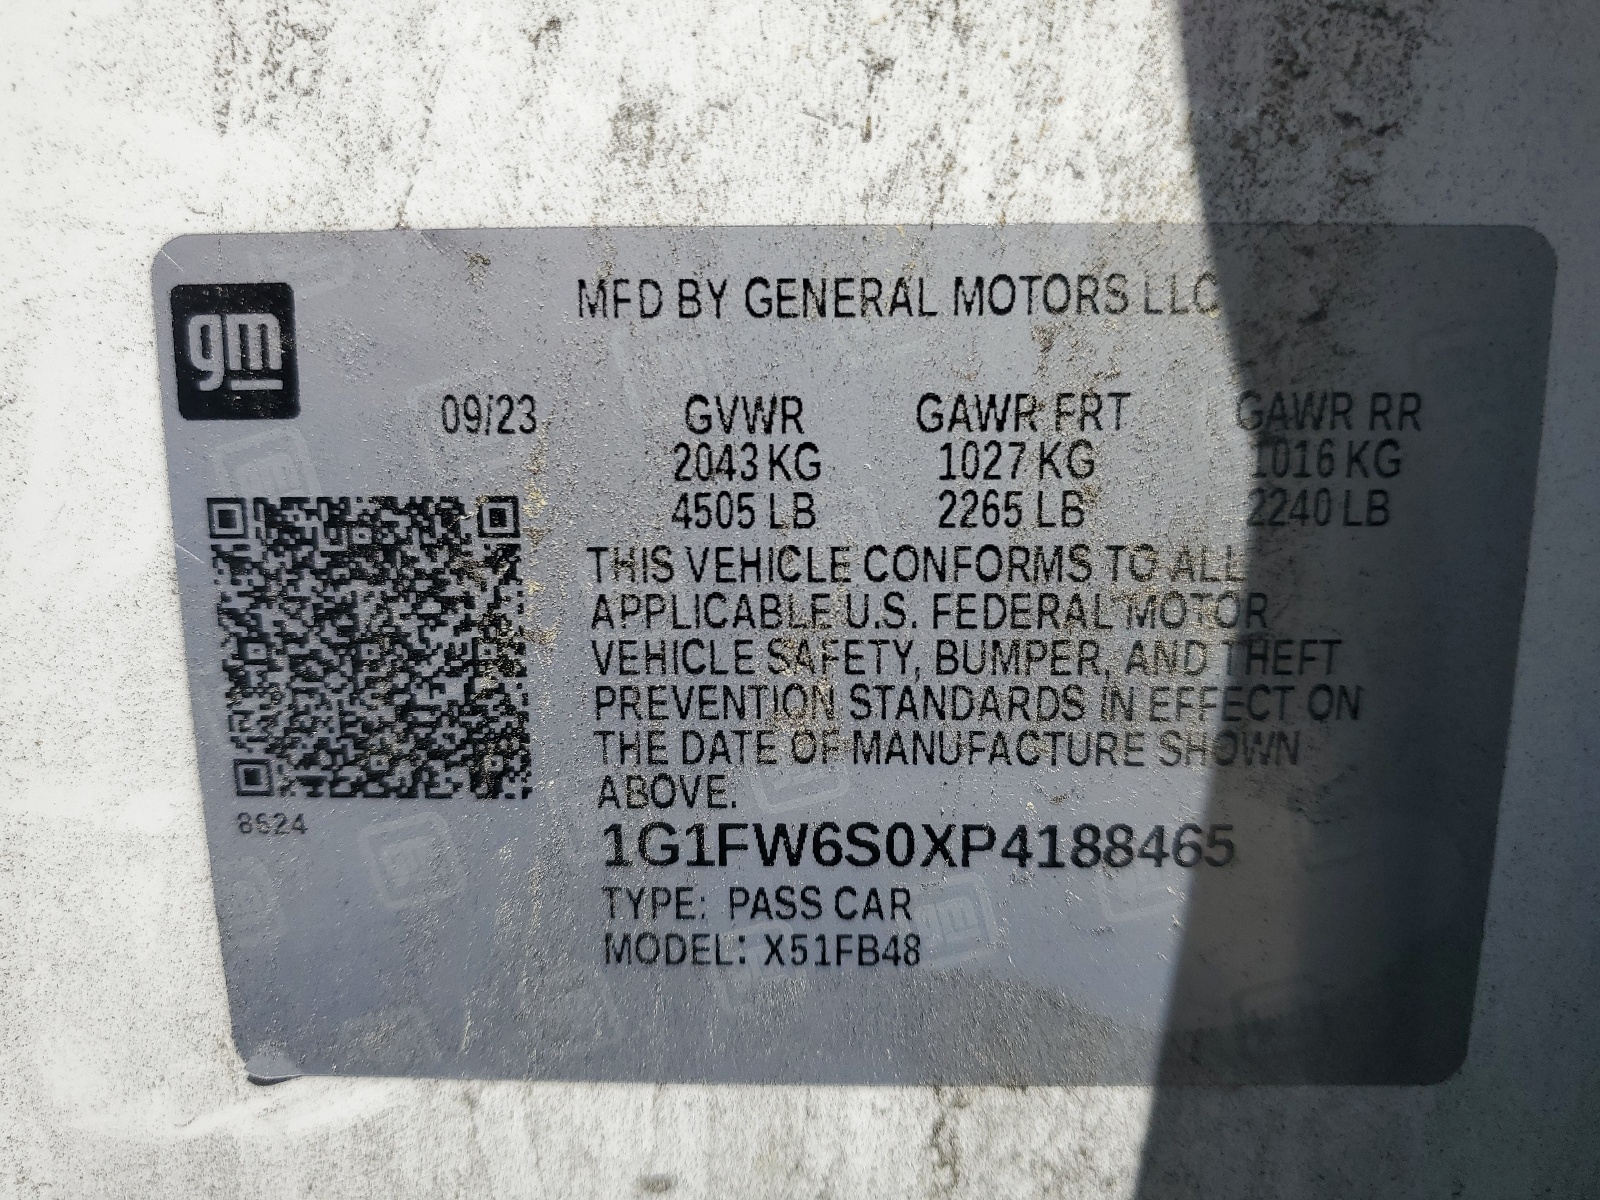 MFD BY GENERAL MOTORS LLC
gm
09/23 GVWR GAWR FRT GAWR RR
2043 KG 1027 KG 1016 KG
4505 LB 2265 LB 2240 LB
THIS VEHICLE CONFORMS TO ALL
APPLICABLE U.S. FEDERAL MOTOR
VEHICLE SAFETY, BUMPER, AND THEFT
PREVENTION STANDARDS IN EFFECT ON
THE DATE OF MANUFACTURE SHOWN
ABOVE.
8624
1G1FW6S0XP4188465
TYPE: PASS CAR
MODEL: X51FB48